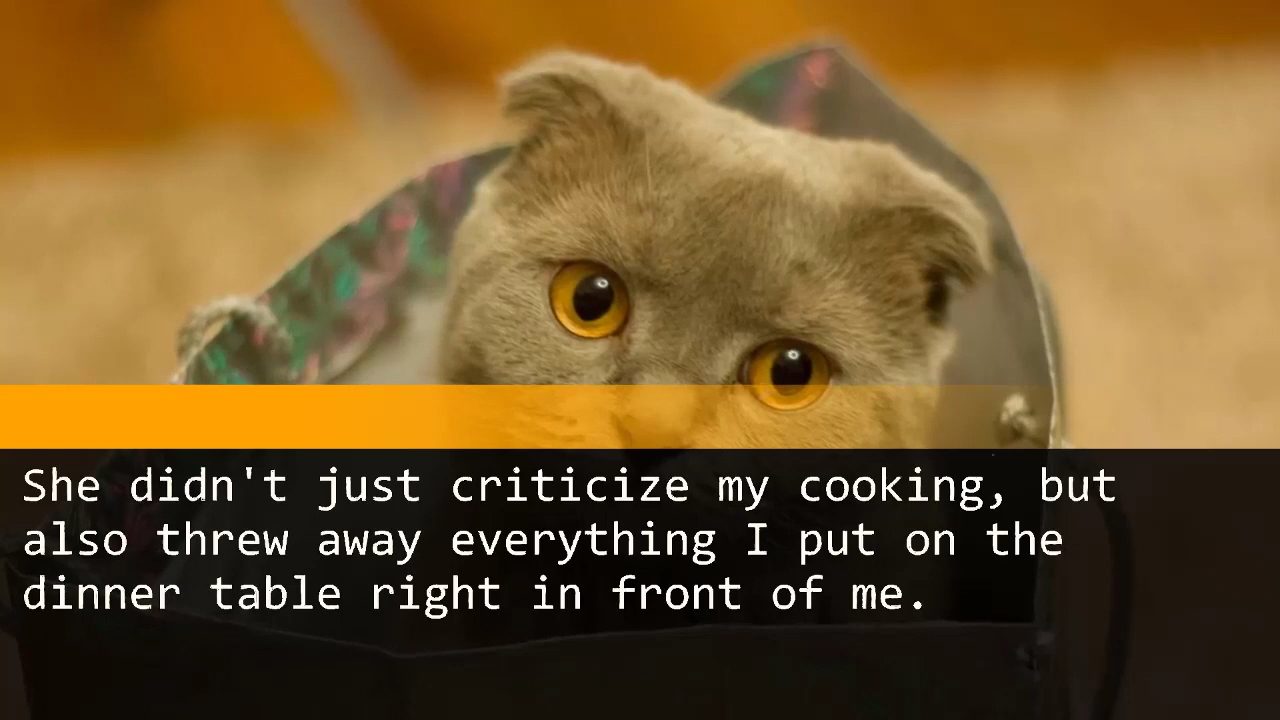 She didn't just criticize my cooking, but
also threw away everything I put on the
dinner table right in front of me.